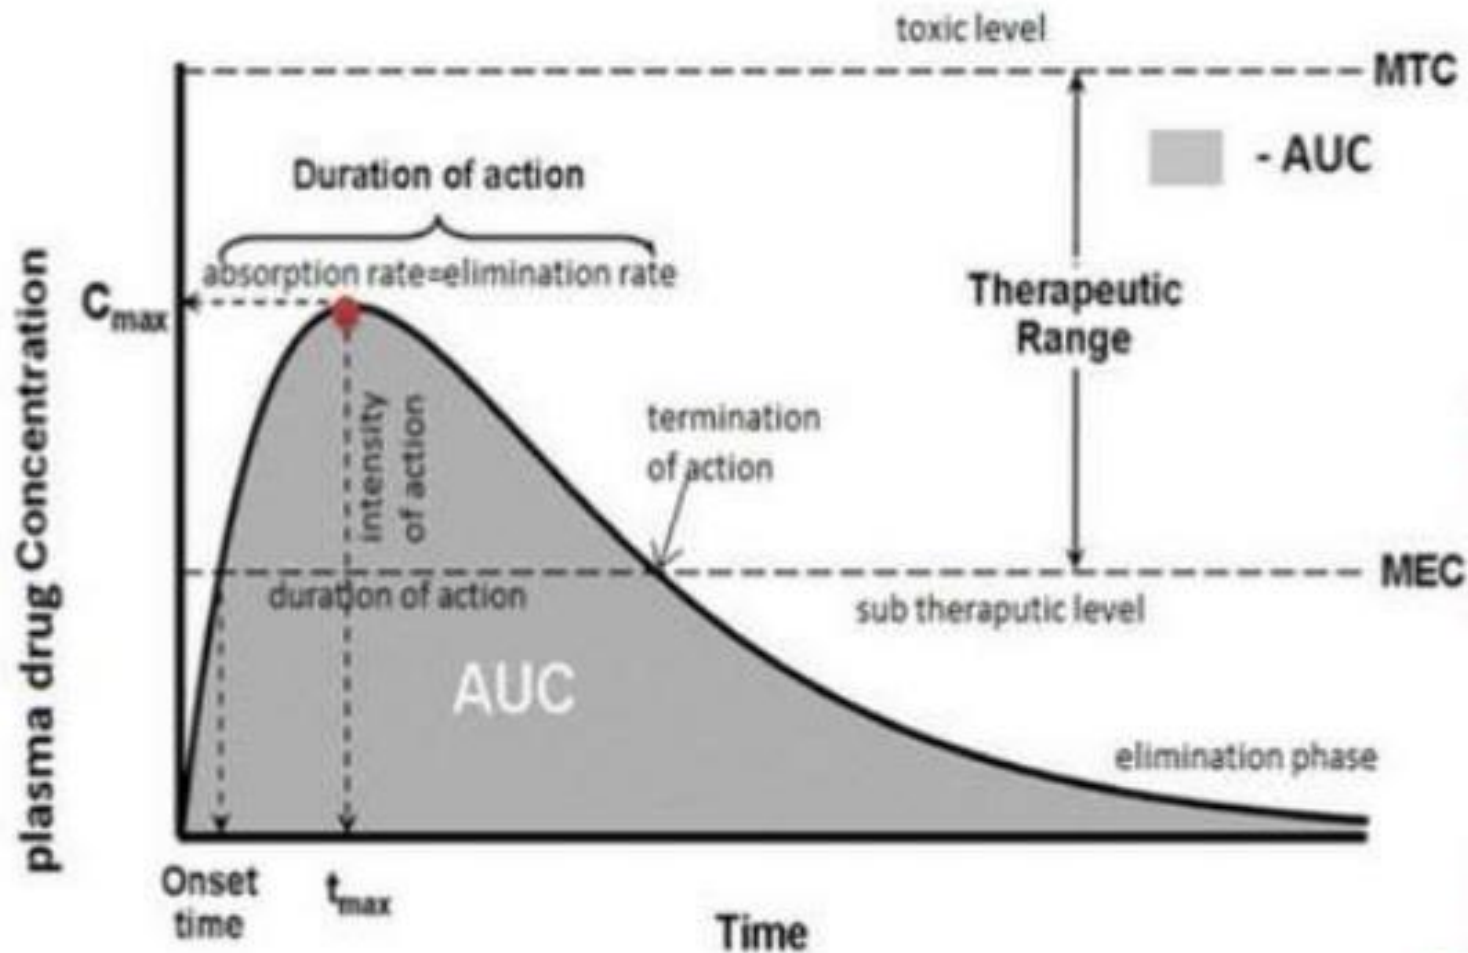 toxic level
MTC
- AUC
Duration of action
absorption rate=elimination rate
Cmax
Therapeutic
Range
plasma drug Concentration
intensity
of action
termination
of action
MEC
duration of action
sub theraputic level
AUC
elimination phase
Onset
time
tmax
Time